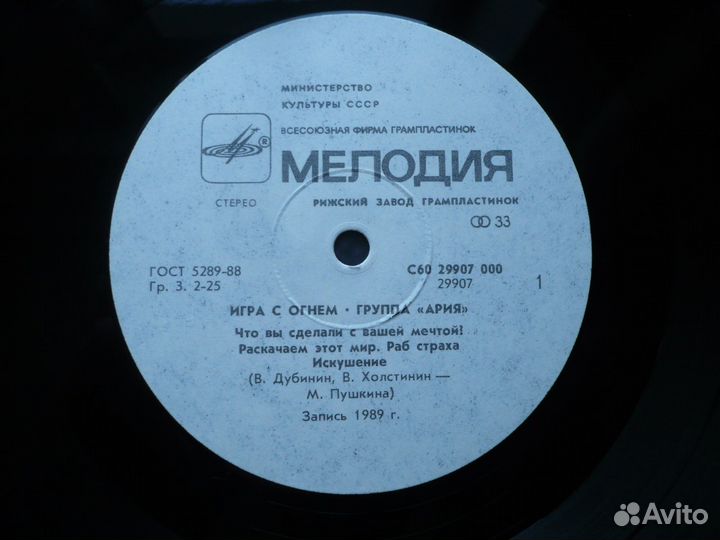 МИНИСТЕРСТВО
КУЛЬТУРЫ СССР
ВСЕСОЮЗНАЯ ФИРМА ГРАМПЛАСТИНОК
®
МЕЛОДИЯ
СТЕРЕО
РИЖСКИЙ ЗАВОД ГРАМПЛАСТИНОК
33
ГОСТ 5289-88
Гр. 3. 2-25
С60 29907 000
29907
1
ИГРА С ОГНЕМ · ГРУППА «АРИЯ»
Что вы сделали с вашей мечтой?
Раскачаем этот мир. Раб страха
Искушение
(В. Дубинин, В. Холстинин —
М. Пушкина)
Запись 1989 г.
Avito